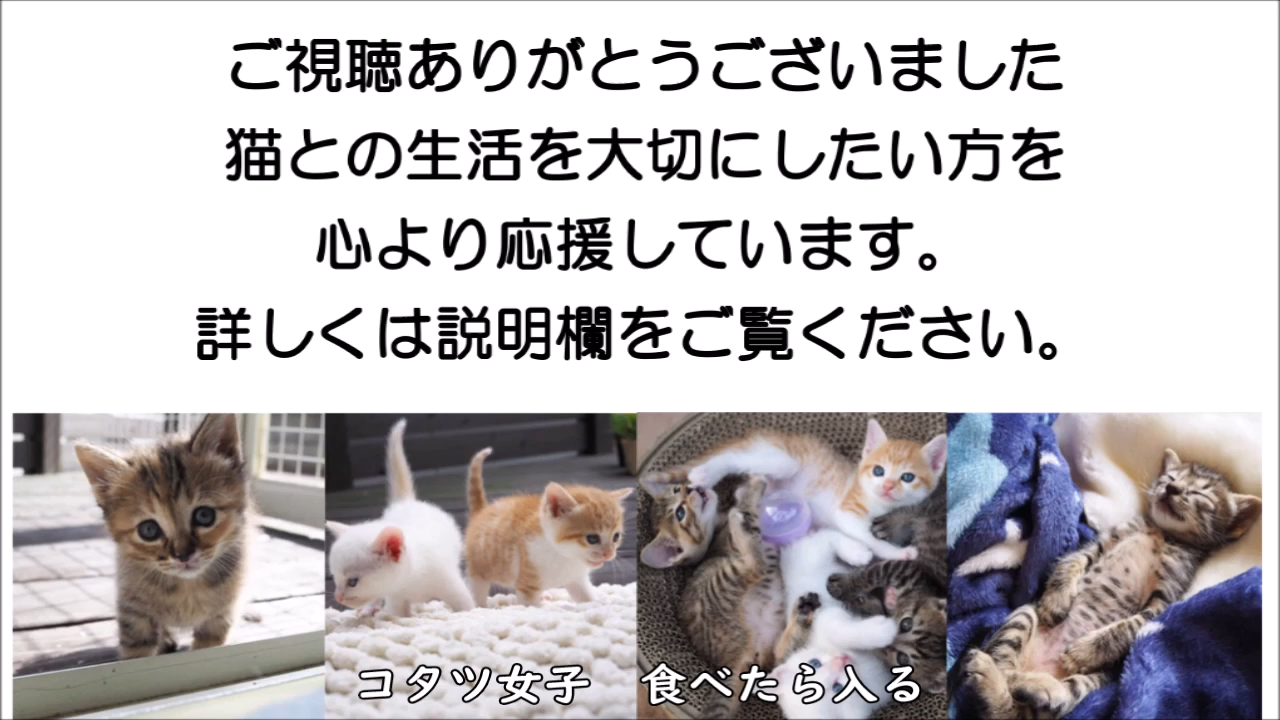 ご視聴ありがとうございました
猫との生活を大切にしたい方を
心より応援しています。
詳しくは説明欄をご覧ください。
コタツ女子　食べたら入る